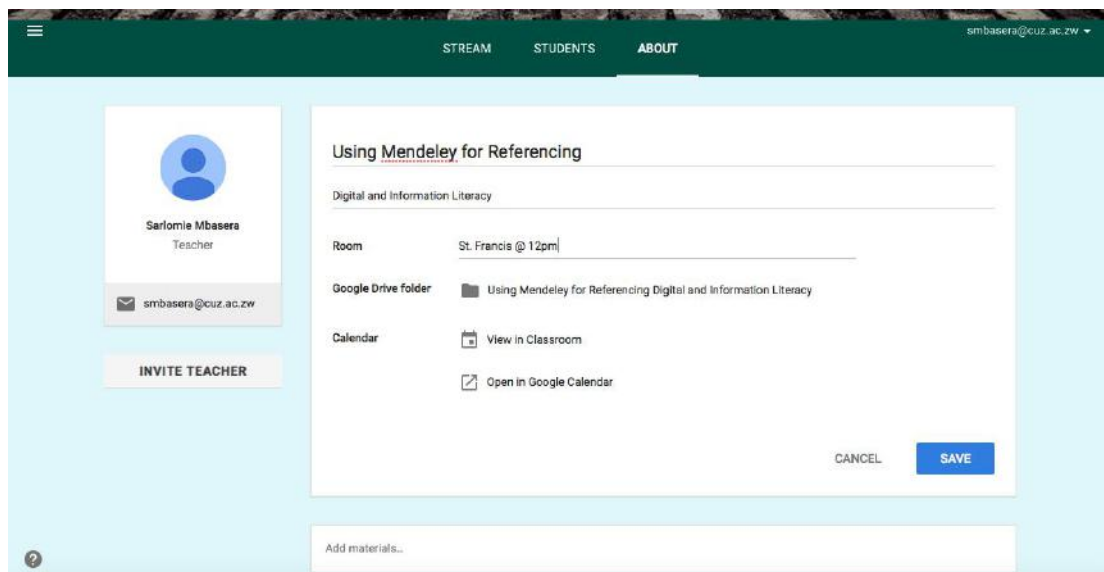 smbasera@cuz.ac.zw
STREAM STUDENTS ABOUT
Sarlomie Mbasera
Teacher
smbasera@cuz.ac.zw
INVITE TEACHER
Using Mendeley for Referencing
Digital and Information Literacy
Room St. Francis @ 12pm
Google Drive folder Using Mendeley for Referencing Digital and Information Literacy
Calendar View in Classroom
Open in Google Calendar
CANCEL SAVE
Add materials...
?